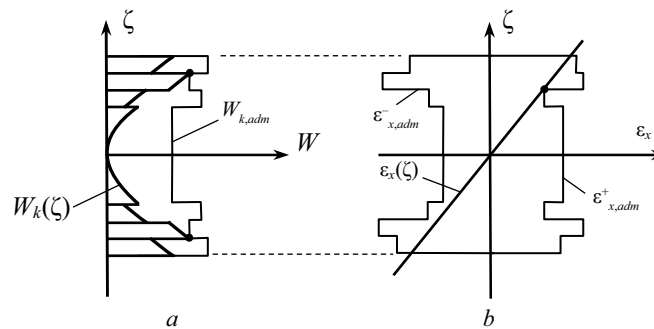 ζ
ζ
W_{k,adm}
W
ε^-_{x,adm}
ε_x
ε_x(ζ)
W_k(ζ)
ε^+_{x,adm}
a
b